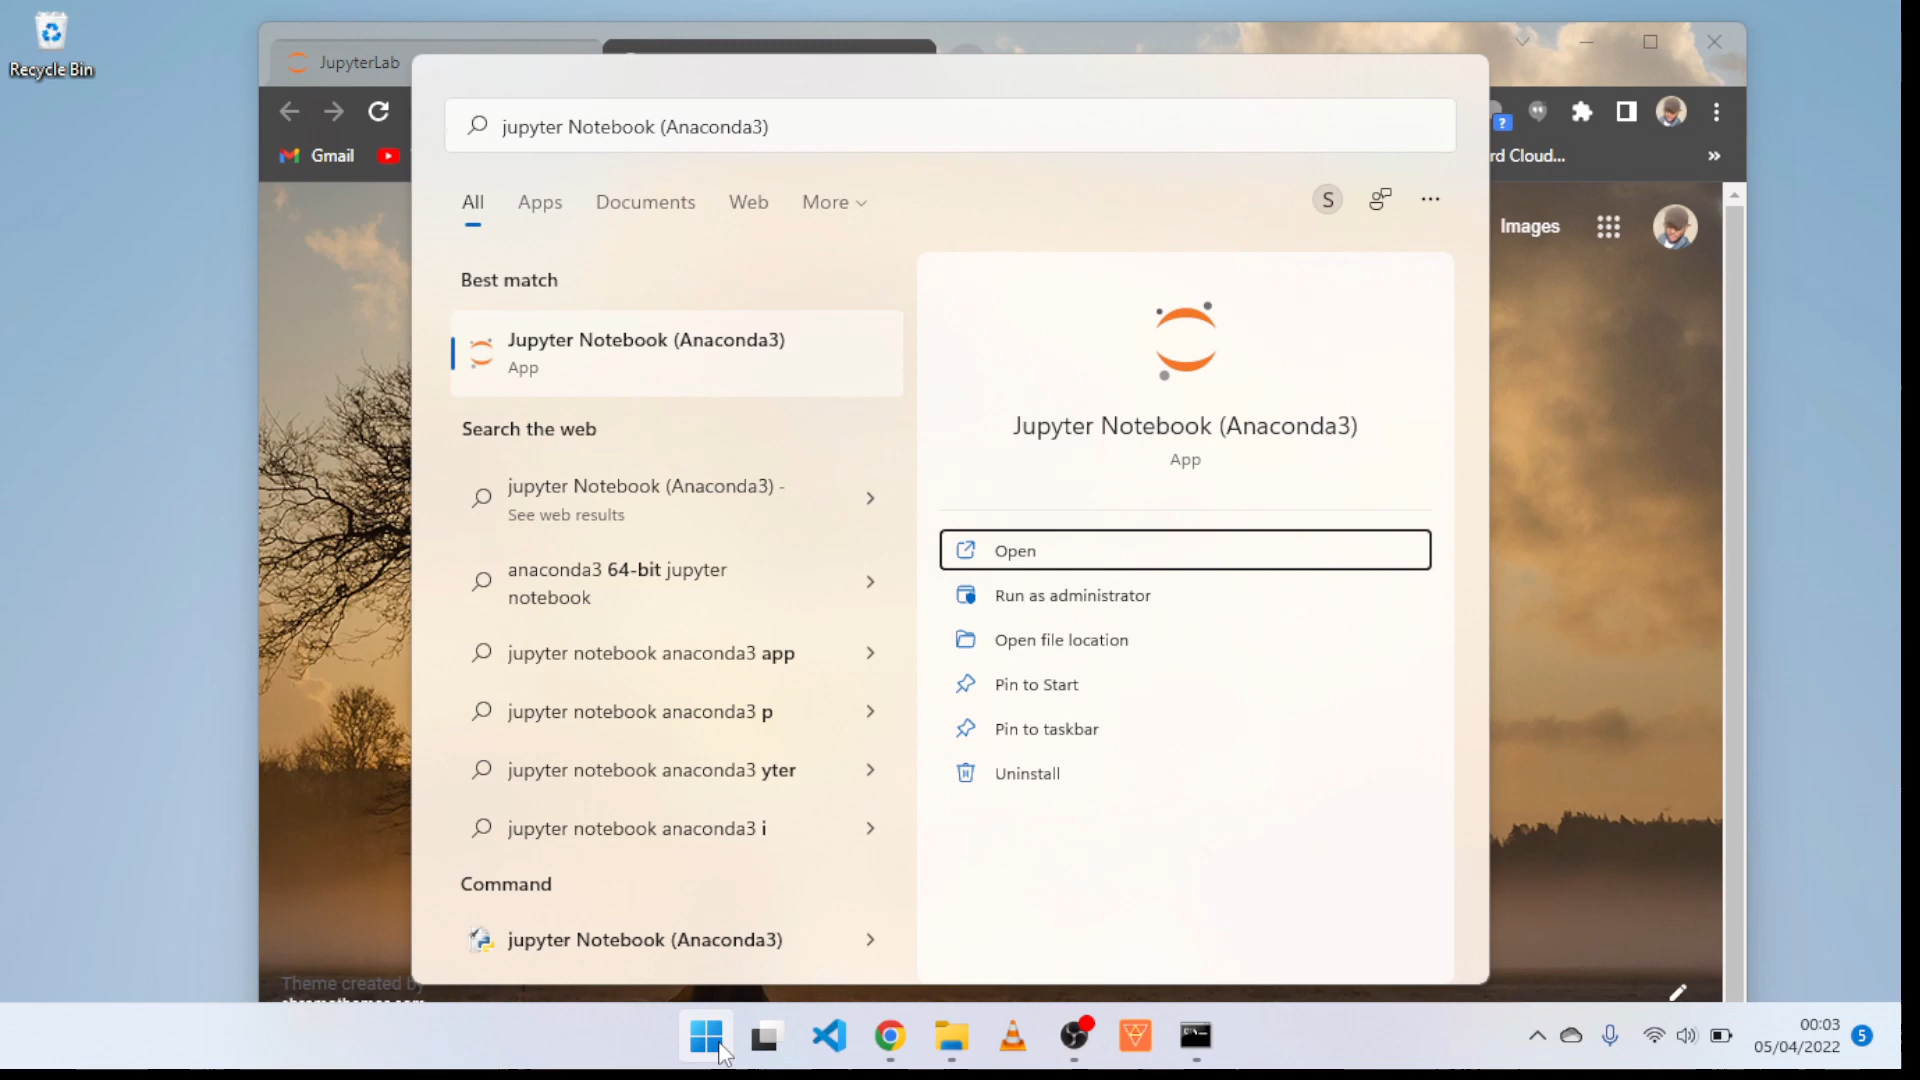 Recycle Bin
JupyterLab
jupyter Notebook (Anaconda3)
Gmail
rd Cloud...
All Apps Documents Web More
S
Images
Best match
Jupyter Notebook (Anaconda3)
App
Search the web
jupyter Notebook (Anaconda3) -
See web results
anaconda3 64-bit jupyter
notebook
jupyter notebook anaconda3 app
jupyter notebook anaconda3 p
jupyter notebook anaconda3 yter
jupyter notebook anaconda3 i
Command
jupyter Notebook (Anaconda3)
Jupyter Notebook (Anaconda3)
App
Open
Run as administrator
Open file location
Pin to Start
Pin to taskbar
Uninstall
Theme created by
00:03
05/04/2022
5